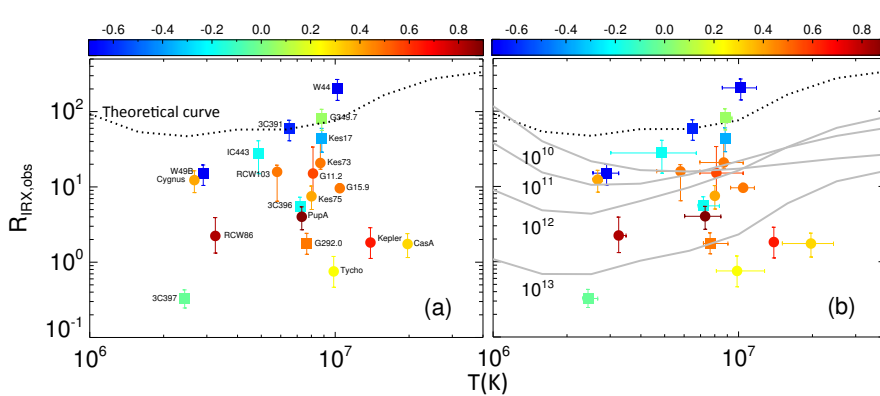 -0.6 -0.4 -0.2 0.0 0.2 0.4 0.6 0.8
-0.6 -0.4 -0.2 0.0 0.2 0.4 0.6 0.8
R_IRX,obs
10^2
10^1
10^0
10^-1
Theoretical curve
W44
3C391
G349.7
Kes17
IC443
Kes73
W49B
Cygnus
RCW103
G11.2
G15.9
Kes75
3C396
PupA
RCW86
G292.0
Kepler
CasA
Tycho
3C397
(a)
10^6
10^7
10^10
10^11
10^12
10^13
(b)
10^6
10^7
T(K)